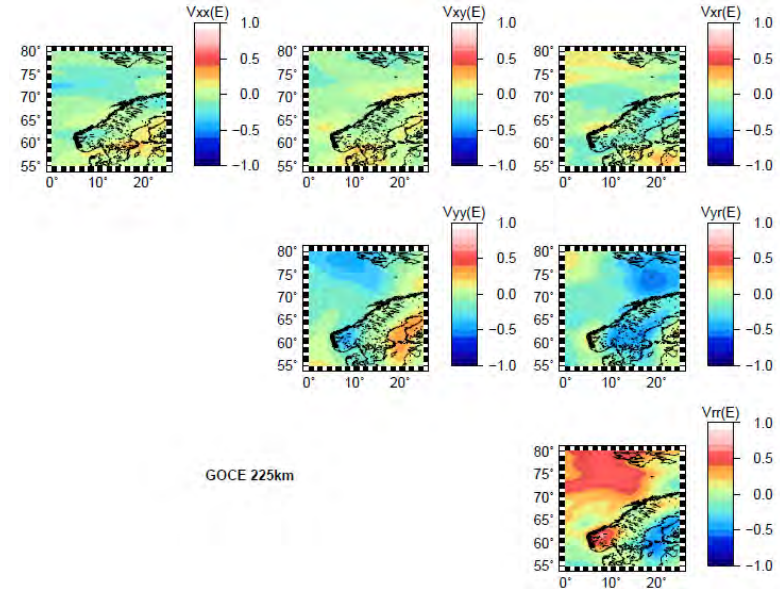 Vxx(E) 1.0 Vxy(E) 1.0 Vxr(E) 1.0
80° 80° 80°
75° 0.5 75° 0.5 75° 0.5
70° 70° 70°
0.0 0.0 0.0
65° 65° 65°
60° −0.5 60° −0.5 60° −0.5
55° −1.0 55° −1.0 55° −1.0
0° 10° 20° 0° 10° 20° 0° 10° 20°
Vyy(E) 1.0 Vyr(E) 1.0
80° 80°
75° 0.5 75° 0.5
70° 0.0 70° 0.0
65° 65°
60° −0.5 60° −0.5
55° −1.0 55° −1.0
0° 10° 20° 0° 10° 20°
Vrr(E) 1.0
80°
75° 0.5
GOCE 225km
70° 0.0
65°
60° −0.5
55° −1.0
0° 10° 20°